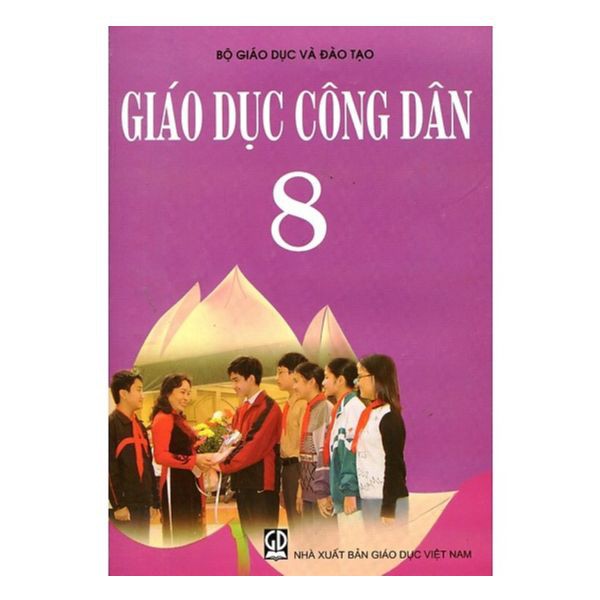 BỘ GIÁO DỤC VÀ ĐÀO TẠO
GIÁO DỤC CÔNG DÂN
8
GD
NHÀ XUẤT BẢN GIÁO DỤC VIỆT NAM